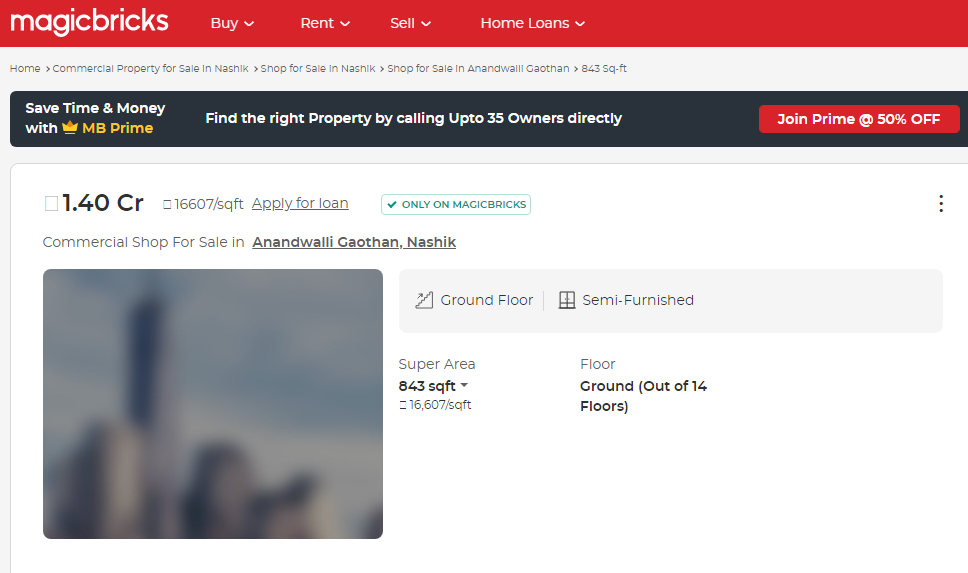 magicbricks Buy Rent Sell Home Loans
Home > Commercial Property for Sale in Nashik > Shop for Sale in Nashik > Shop for Sale in Anandwalli Gaothan > 843 Sq-ft
Save Time & Money
with MB Prime
Find the right Property by calling Upto 35 Owners directly
Join Prime @ 50% OFF
1.40 Cr 16607/sqft Apply for loan ONLY ON MAGICBRICKS
Commercial Shop For Sale in Anandwalli Gaothan, Nashik
Ground Floor Semi-Furnished
Super Area
843 sqft
16,607/sqft
Floor
Ground (Out of 14
Floors)